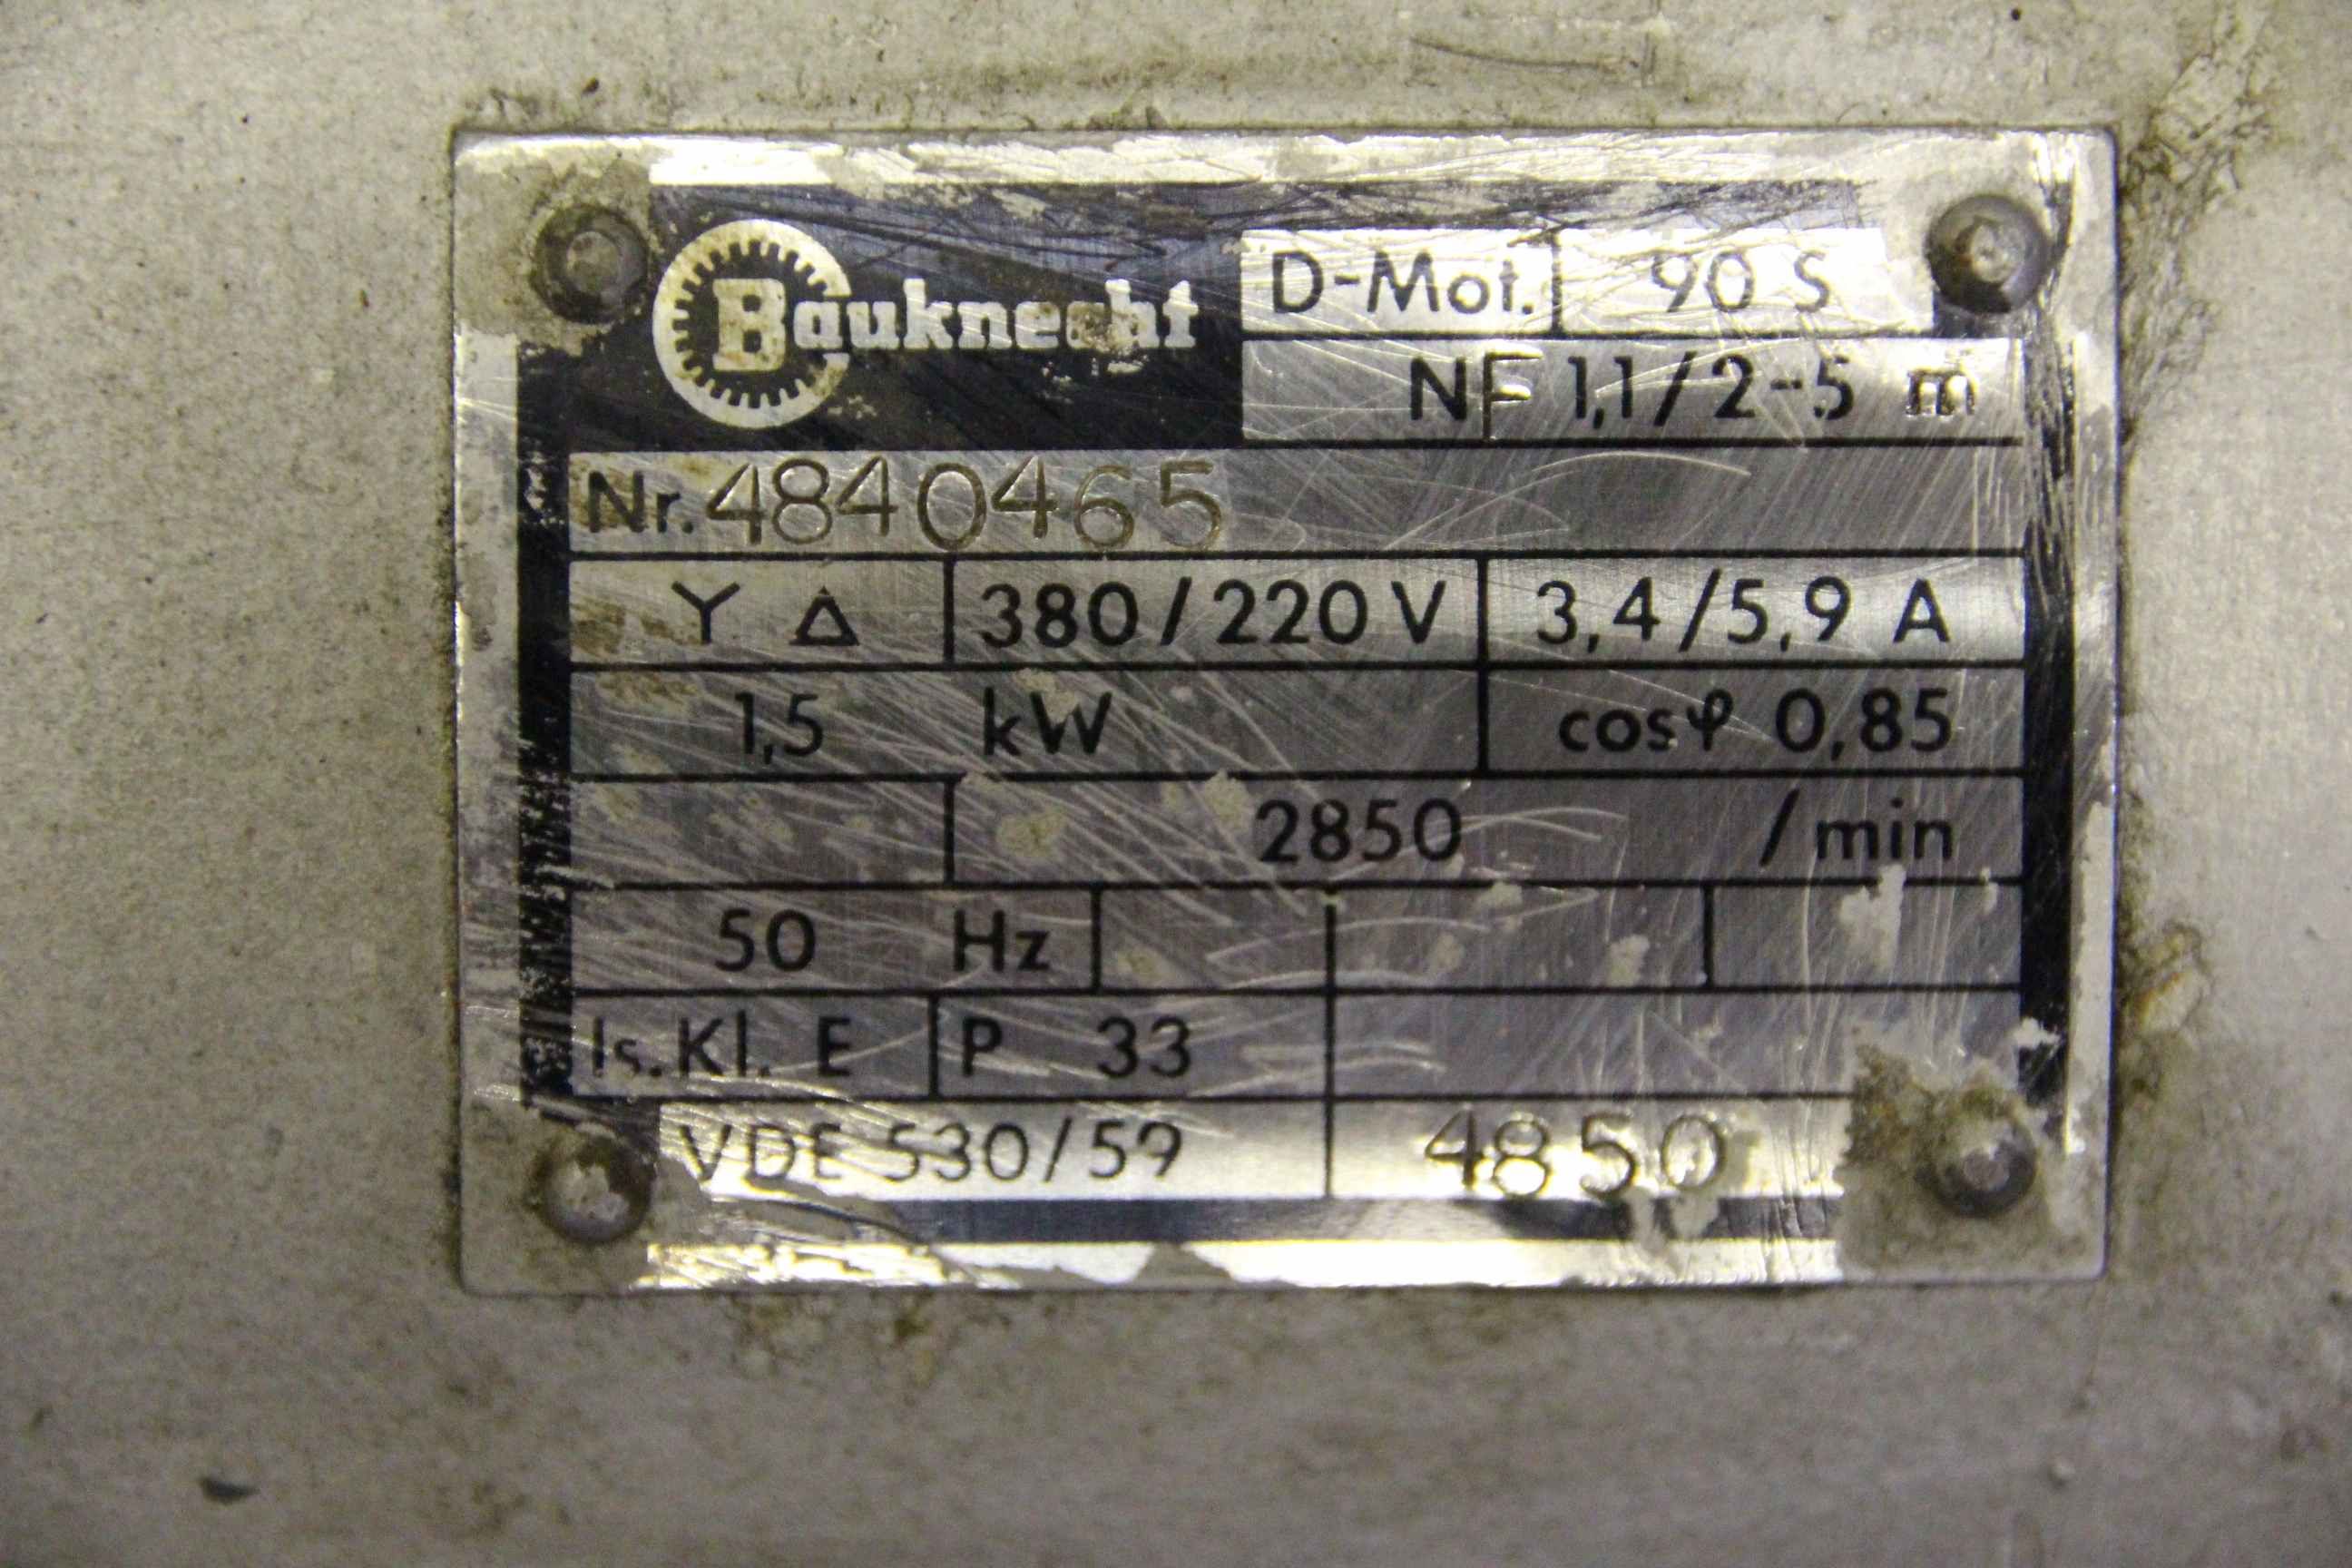 Bauknecht
D-Mot. 90 S
NF 1,1/2-5
Nr. 4840465
Y Δ 380/220 V 3,4/5,9 A
1,5 kW cosφ 0,85
2850 /min
50 Hz
Is.Kl. E P 33
VDE 530/59 4850